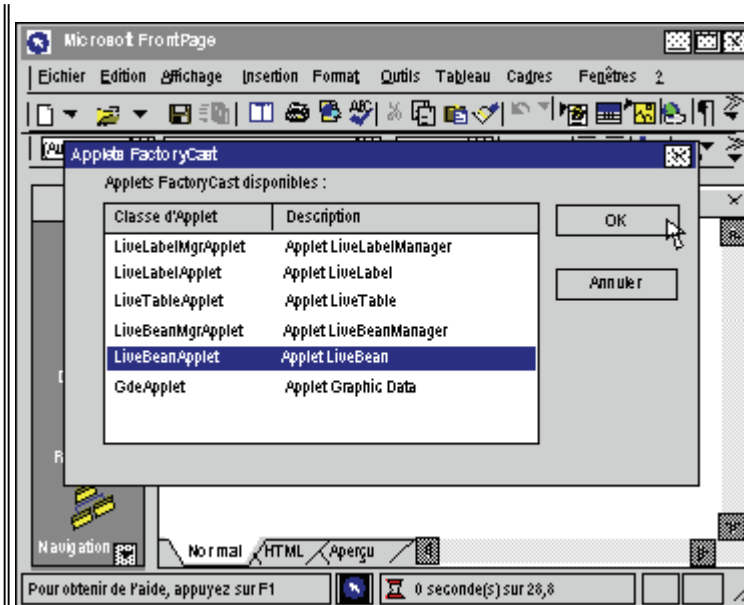 Microsoft FrontPage
Fichier Edition Affichage Insertion Format Outils Tableau Cadres Fenêtres ?
ABC
Applets FactoryCast
Applets FactoryCast disponibles :
Classe d'Applet Description
LiveLabelMgrApplet Applet LiveLabelManager
LiveLabelApplet Applet LiveLabel
LiveTableApplet Applet LiveTable
LiveBeanMgrApplet Applet LiveBeanManager
LiveBeanApplet Applet LiveBean
GdeApplet Applet Graphic Data
OK
Annuler
Navigation
Normal HTML Aperçu
Pour obtenir de l'aide, appuyez sur F1
0 seconde(s) sur 28,8